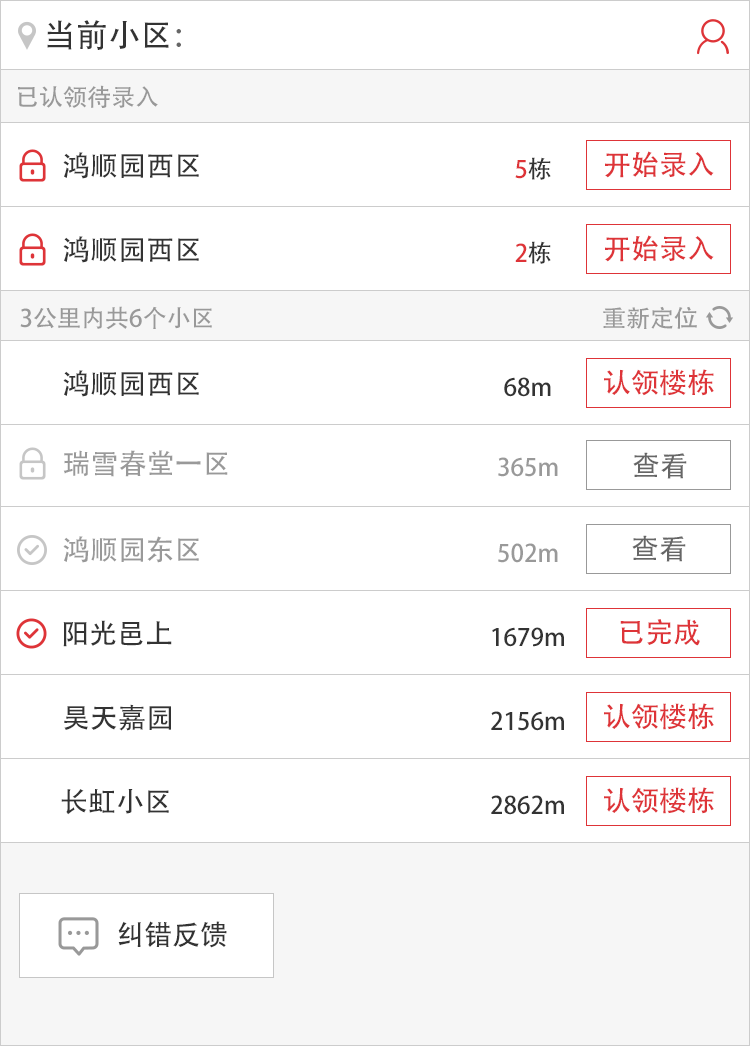 当前小区：
已认领待录入
鸿顺园西区 5栋 开始录入
鸿顺园西区 2栋 开始录入
3公里内共6个小区 重新定位
鸿顺园西区 68m 认领楼栋
瑞雪春堂一区 365m 查看
鸿顺园东区 502m 查看
阳光邑上 1679m 已完成
昊天嘉园 2156m 认领楼栋
长虹小区 2862m 认领楼栋
纠错反馈